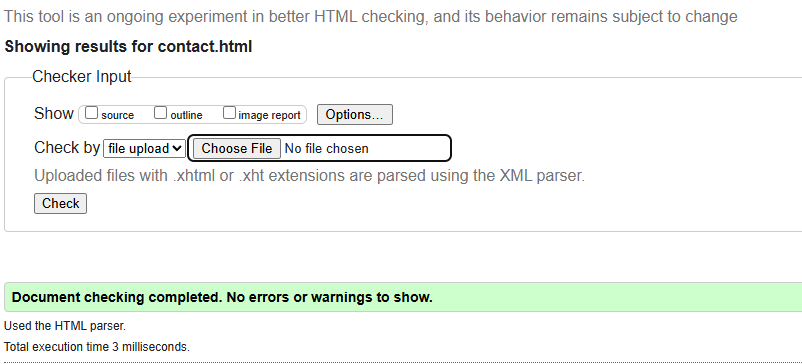 This tool is an ongoing experiment in better HTML checking, and its behavior remains subject to change
Showing results for contact.html
Checker Input
Show source outline image report Options...
Check by file upload Choose File No file chosen
Uploaded files with .xhtml or .xht extensions are parsed using the XML parser.
Check
Document checking completed. No errors or warnings to show.
Used the HTML parser.
Total execution time 3 milliseconds.